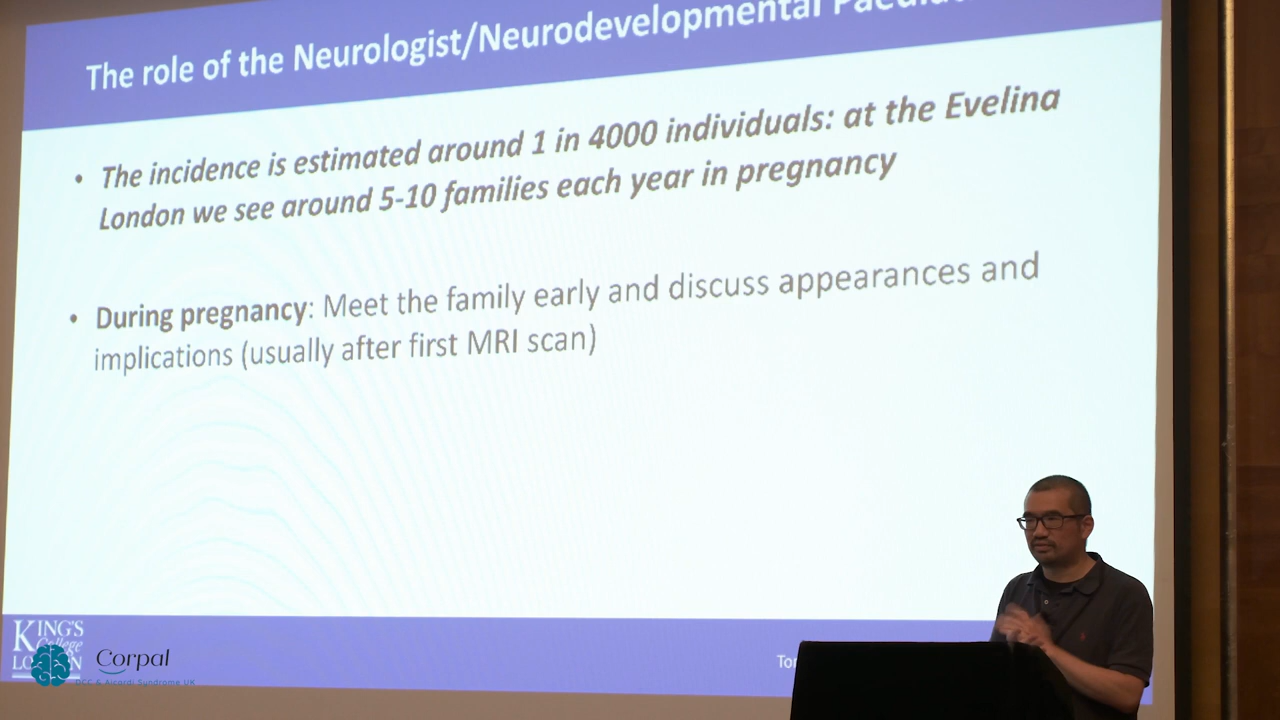 The role of the Neurologist/Neurodevelopmental
• The incidence is estimated around 1 in 4000 individuals: at the Evelina
London we see around 5-10 families each year in pregnancy
• During pregnancy: Meet the family early and discuss appearances and
implications (usually after first MRI scan)
KING'S
College
LONDON
Corpal
DCC & Aicardi Syndrome UK